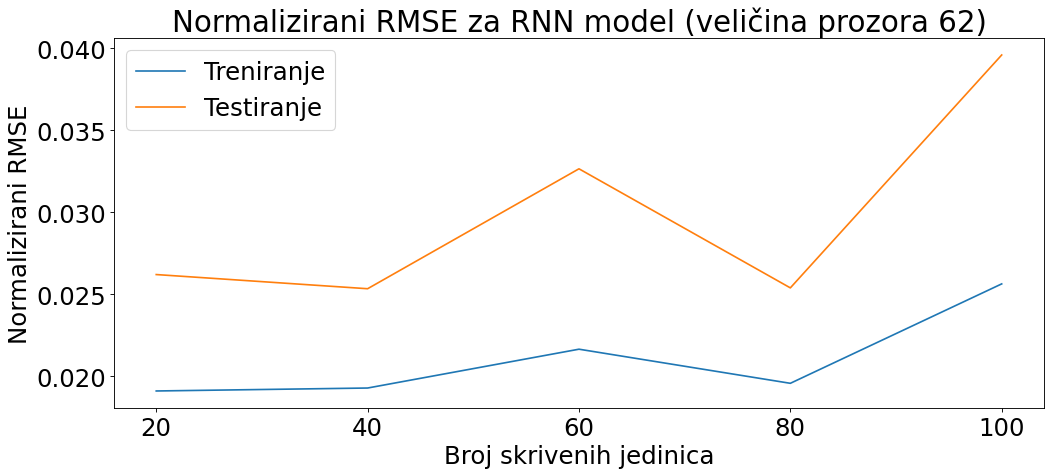 Normalizirani RMSE za RNN model (veličina prozora 62)
Treniranje
Testiranje
Normalizirani RMSE
0.040
0.035
0.030
0.025
0.020
20 40 60 80 100
Broj skrivenih jedinica